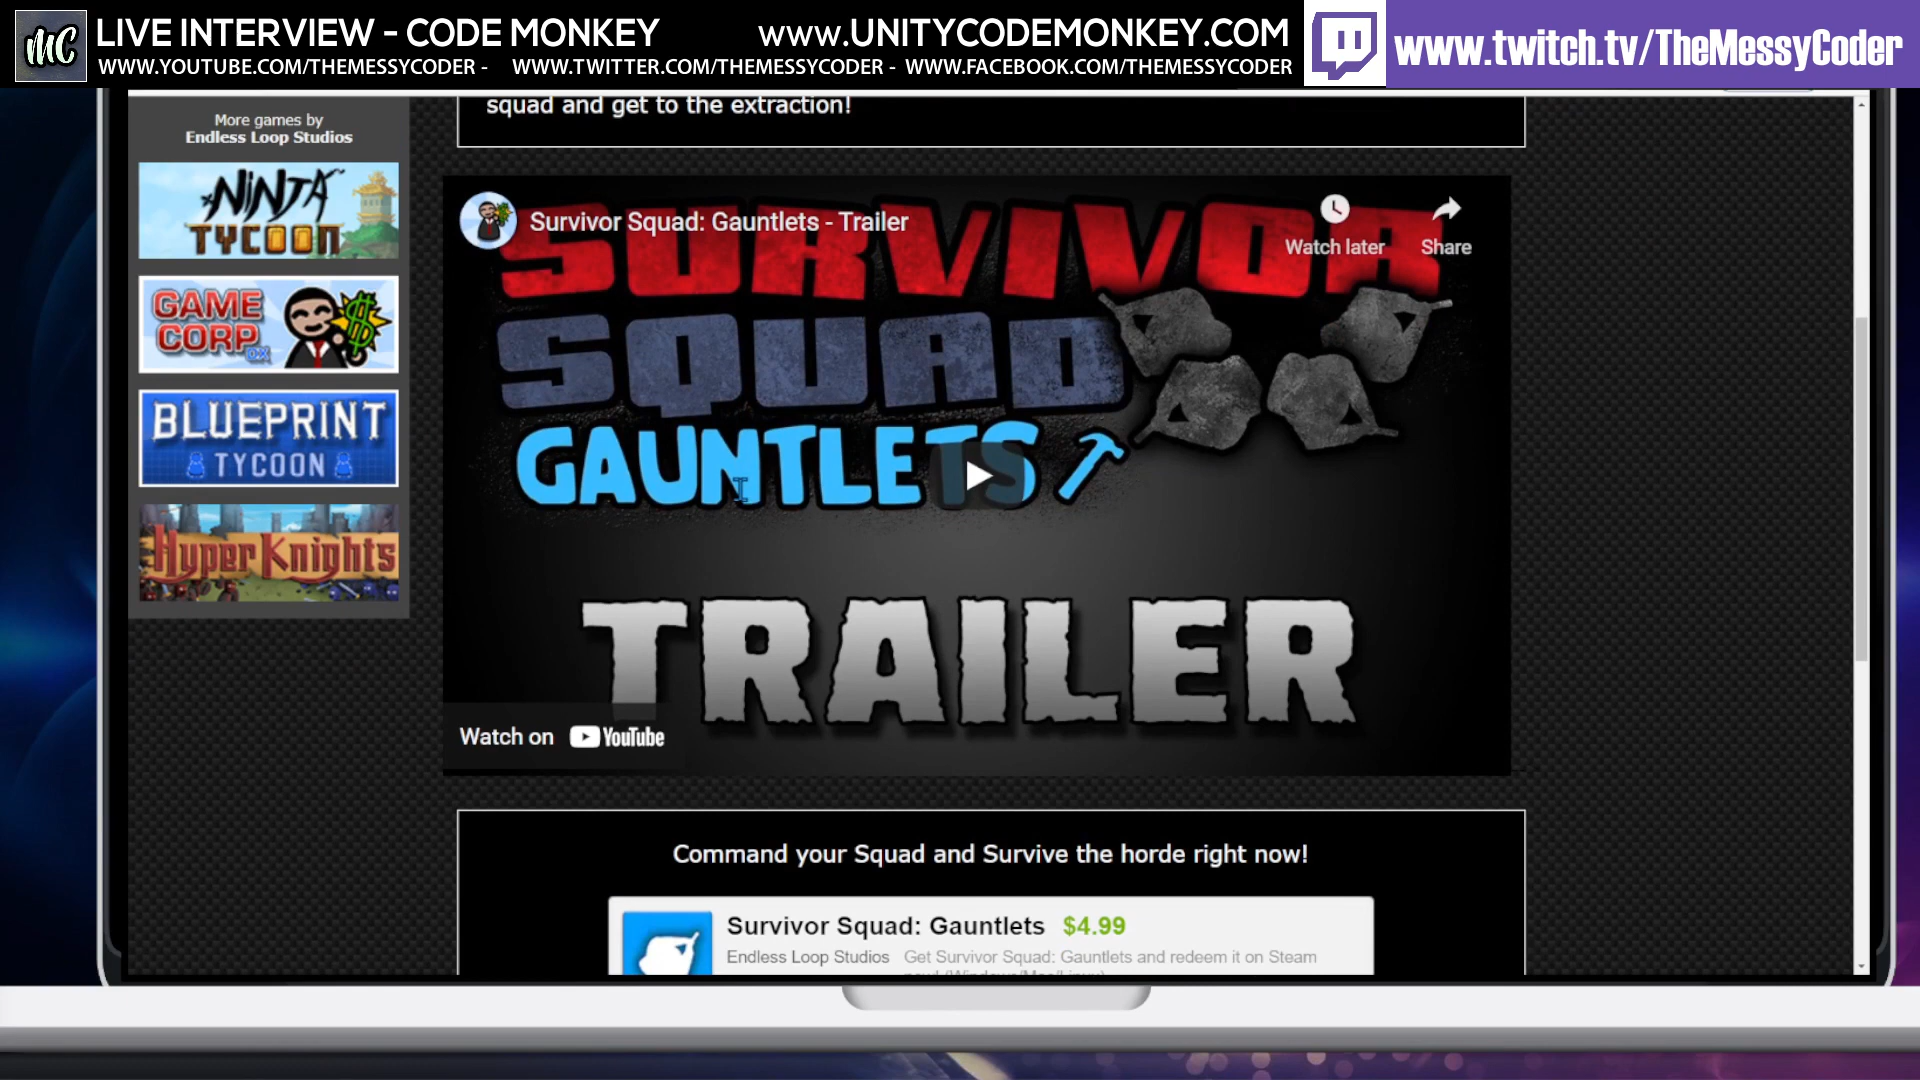 MC
LIVE INTERVIEW - CODE MONKEY
www.UNITYCODEMONKEY.COM
WWW.YOUTUBE.COM/THEMESSYCODER - WWW.TWITTER.COM/THEMESSYCODER - WWW.FACEBOOK.COM/THEMESSYCODER
www.twitch.tv/TheMessyCoder
squad and get to the extraction!
More games by
Endless Loop Studios
NINJA
TYCOON
GAME
CORP DX
BLUEPRINT
TYCOON
Hyper Knights
Survivor Squad: Gauntlets - Trailer
Watch later
Share
SURVIVOR
SQUAD
GAUNTLETS
TRAILER
Watch on YouTube
Command your Squad and Survive the horde right now!
Survivor Squad: Gauntlets $4.99
Endless Loop Studios Get Survivor Squad: Gauntlets and redeem it on Steam